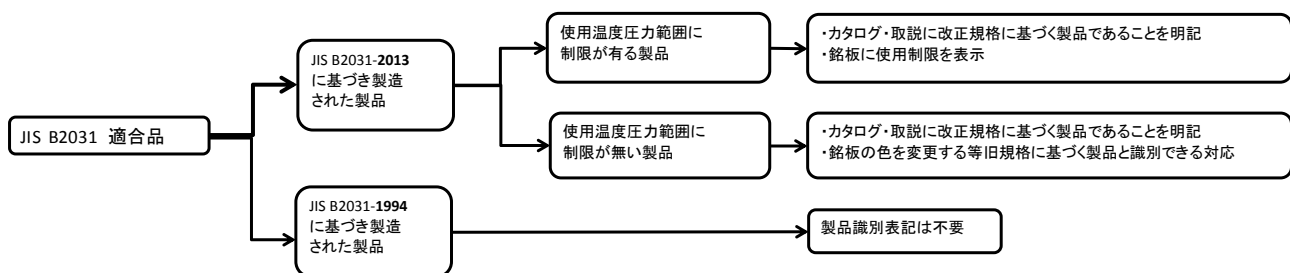 JIS B2031 適合品
JIS B2031-2013
に基づき製造
された製品
使用温度圧力範囲に
制限が有る製品
・カタログ・取説に改正規格に基づく製品であることを明記
・銘板に使用制限を表示
使用温度圧力範囲に
制限が無い製品
・カタログ・取説に改正規格に基づく製品であることを明記
・銘板の色を変更する等旧規格に基づく製品と識別できる対応
JIS B2031-1994
に基づき製造
された製品
製品識別表記は不要